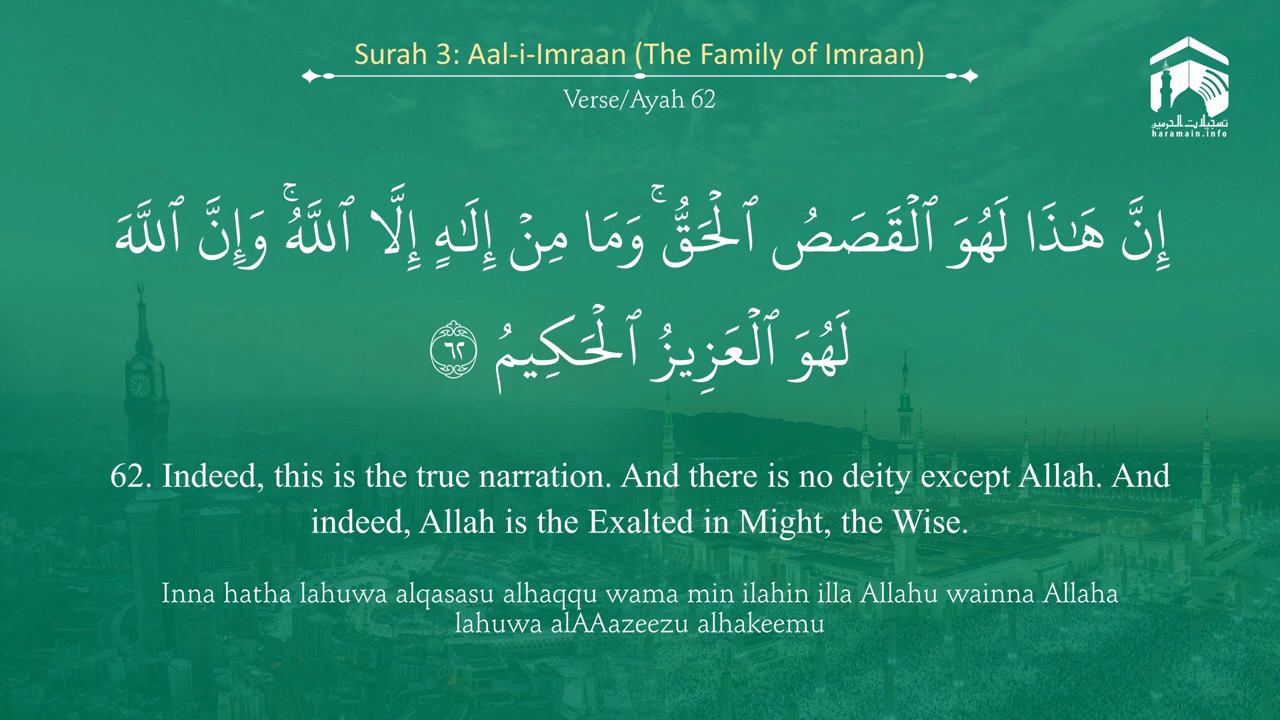 Surah 3: Aal-i-Imraan (The Family of Imraan)
Verse/Ayah 62
تسجيلات الحرمين
haramain.info
إِنَّ هَـٰذَا لَهُوَ ٱلْقَصَصُ ٱلْحَقُّ ۚ وَمَا مِنْ إِلَـٰهٍ إِلَّا ٱللَّهُ ۚ وَإِنَّ ٱللَّهَ
لَهُوَ ٱلْعَزِيزُ ٱلْحَكِيمُ ٦٢
62. Indeed, this is the true narration. And there is no deity except Allah. And
indeed, Allah is the Exalted in Might, the Wise.
Inna hatha lahuwa alqasasu alhaqqu wama min ilahin illa Allahu wainna Allaha
lahuwa alAAazeezu alhakeemu